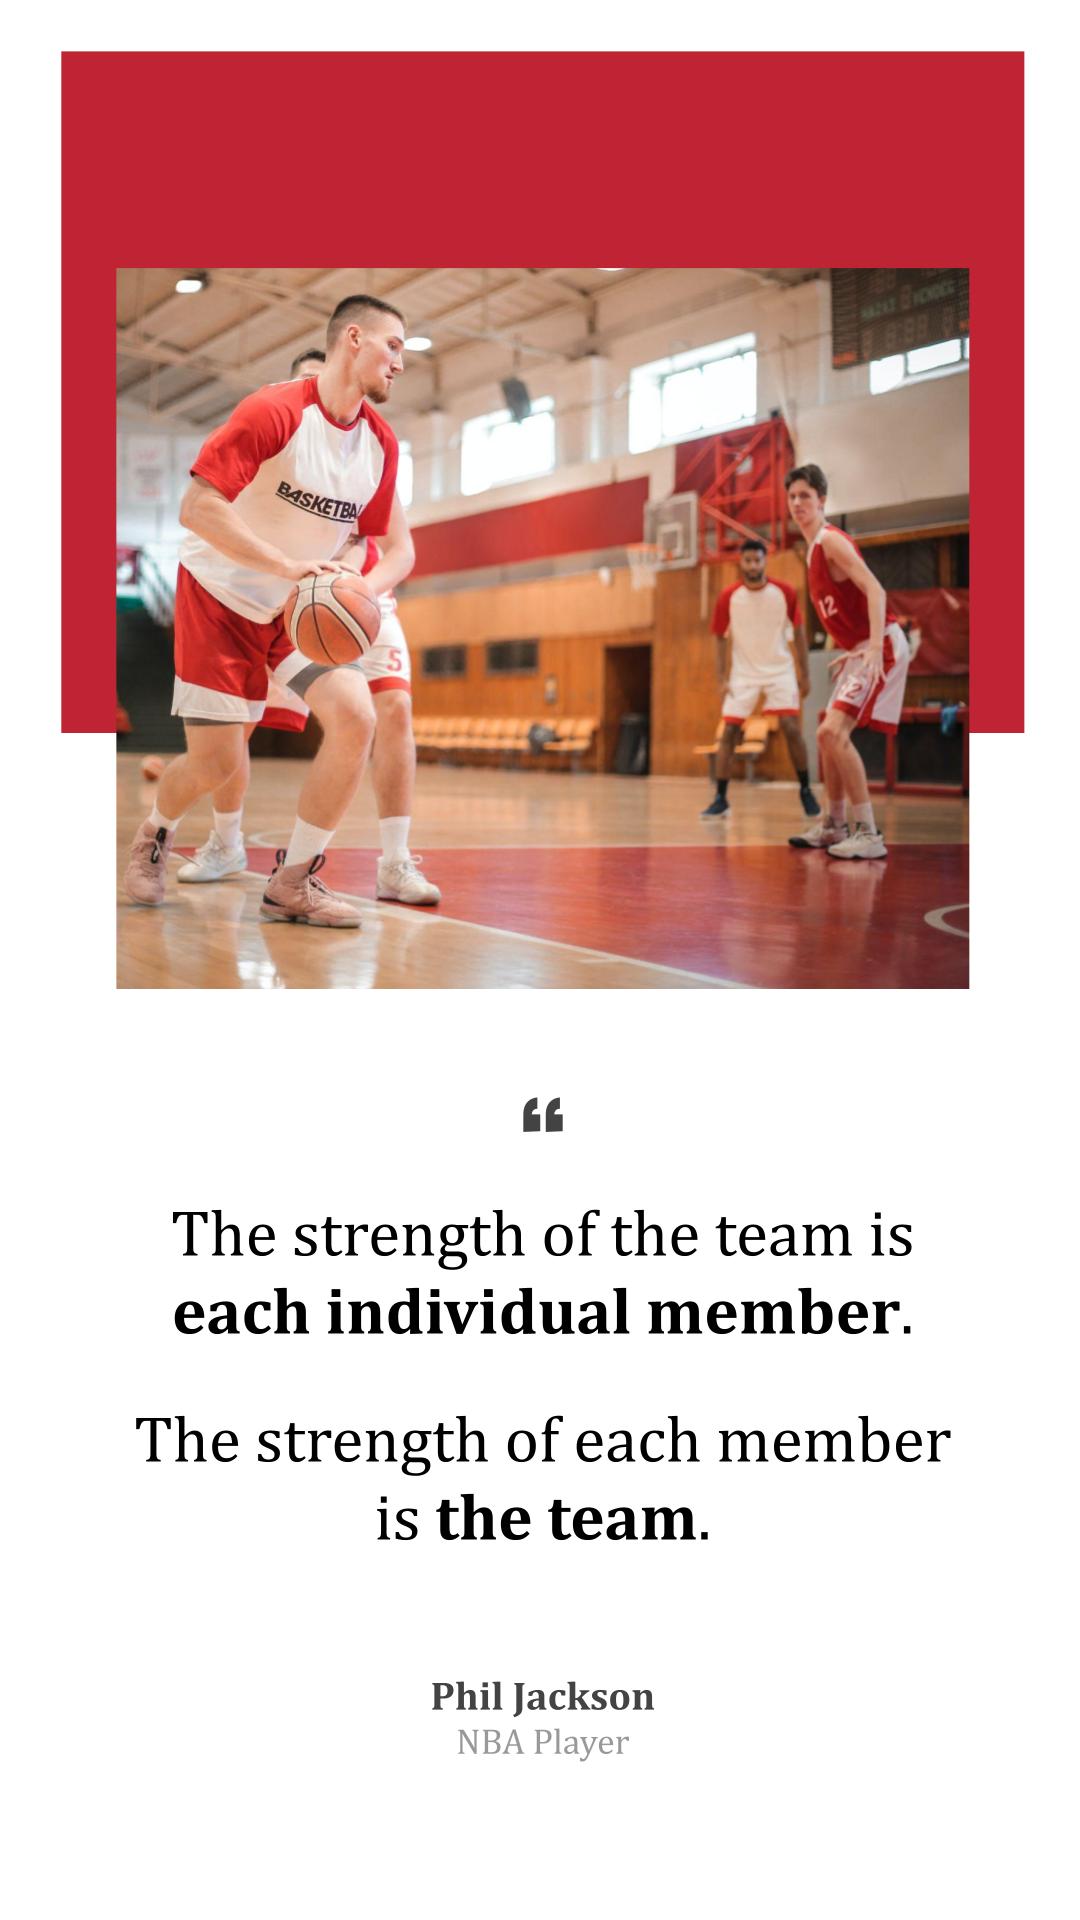 BASKETBA
5
12
12
“
The strength of the team is
each individual member.
The strength of each member
is the team.
Phil Jackson
NBA Player